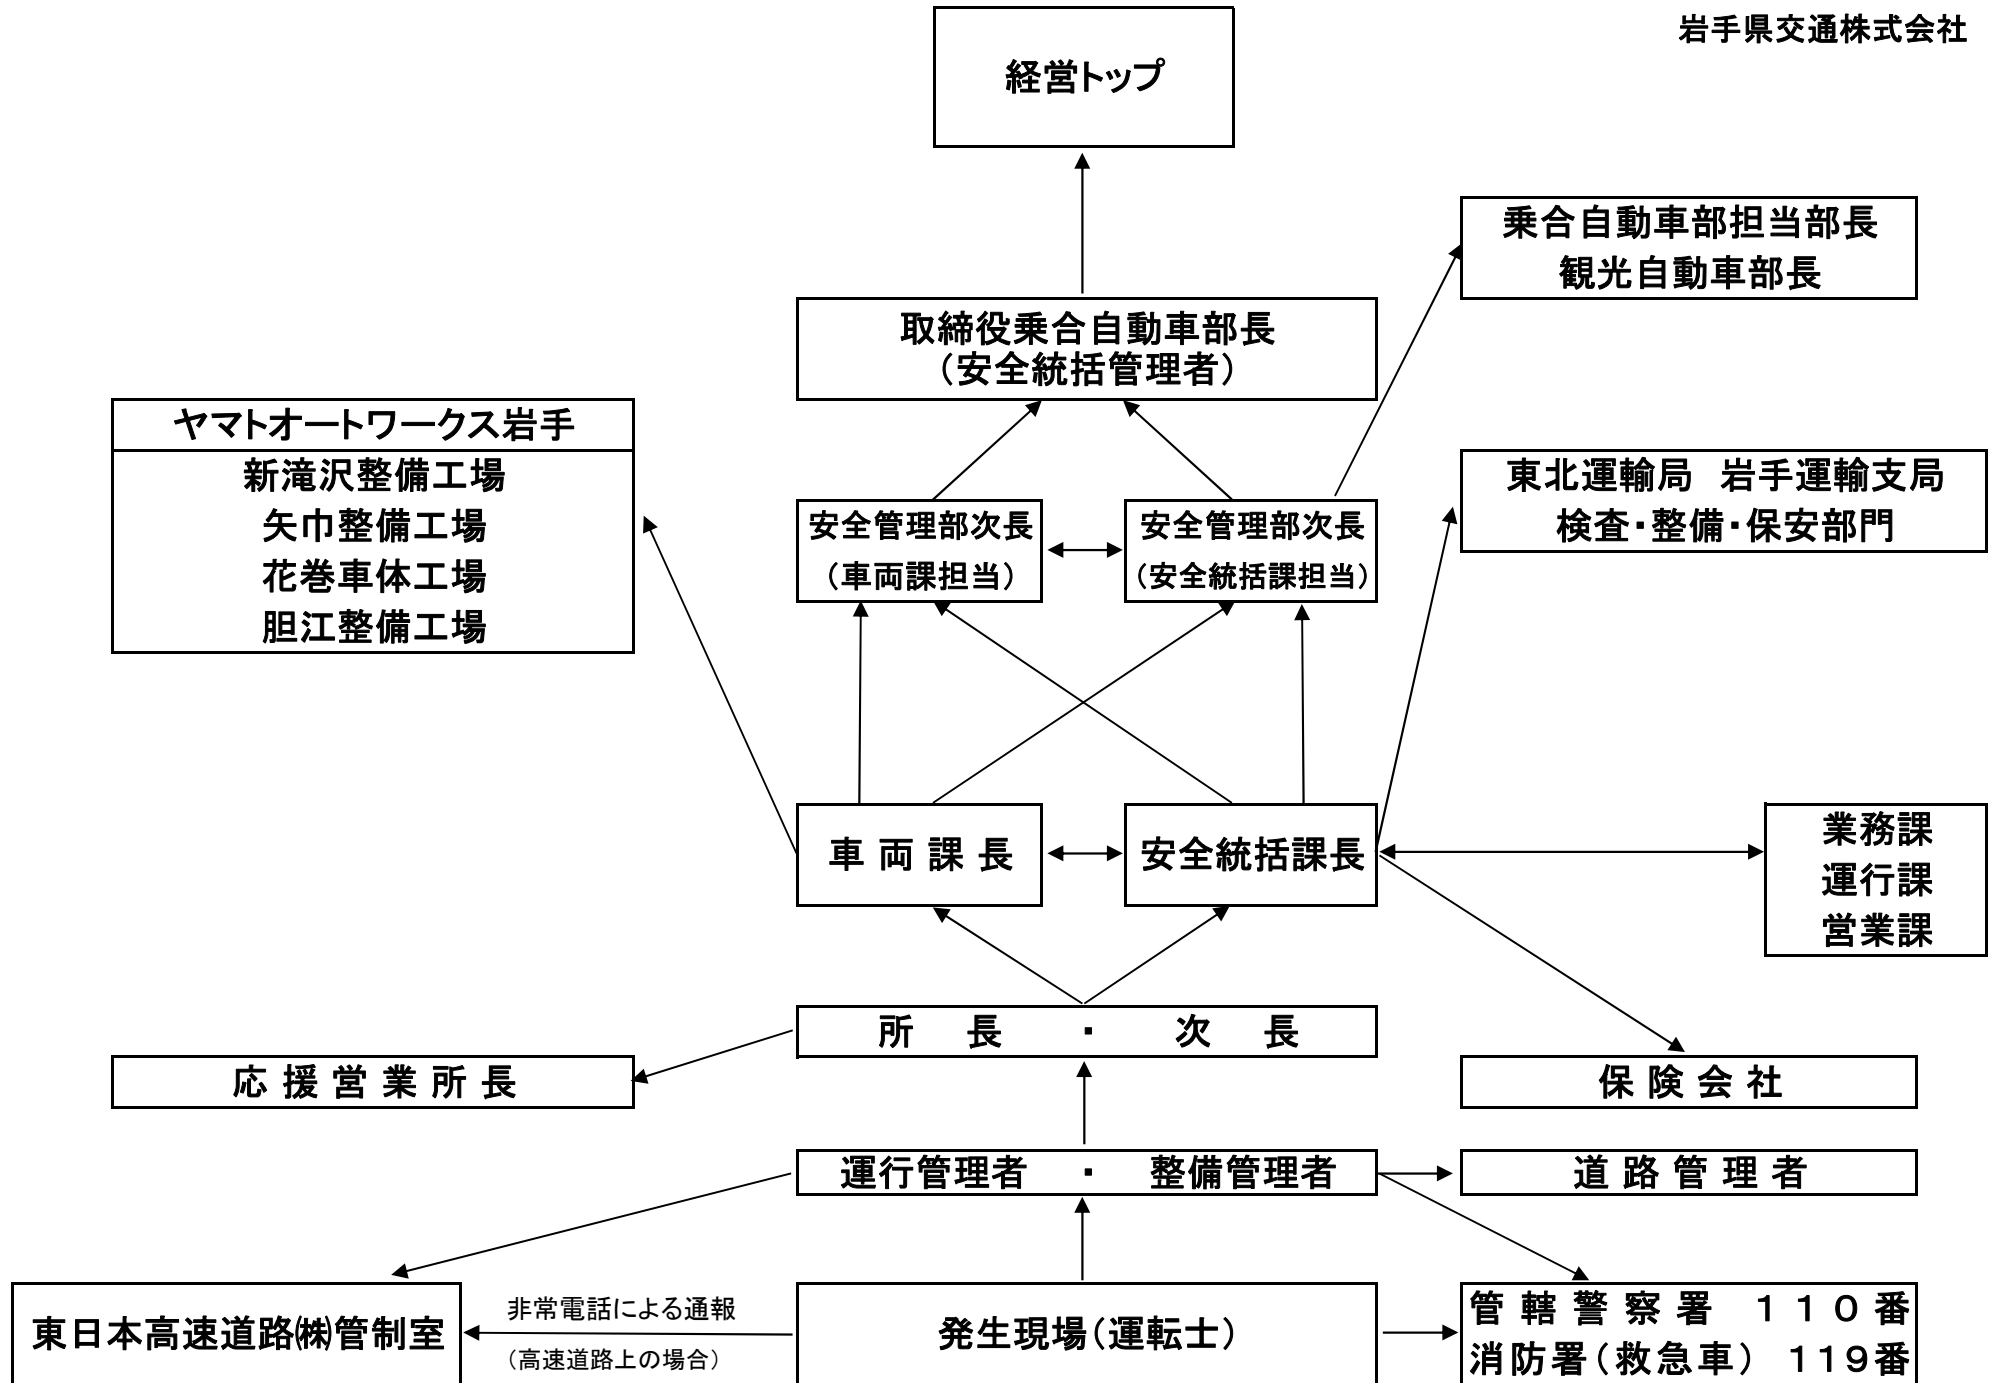 岩手県交通株式会社
経営トップ
乗合自動車部担当部長
観光自動車部長
取締役乗合自動車部長
（安全統括管理者）
ヤマトオートワークス岩手
新滝沢整備工場
矢巾整備工場
花巻車体工場
胆江整備工場
安全管理部次長
（車両課担当）
安全管理部次長
（安全統括課担当）
東北運輸局　岩手運輸支局
検査・整備・保安部門
車両課長
安全統括課長
業務課
運行課
営業課
所長・次長
応援営業所長
保険会社
運行管理者・整備管理者
道路管理者
東日本高速道路㈱管制室
非常電話による通報
（高速道路上の場合）
発生現場（運転士）
管轄警察署　１１０番
消防署（救急車）　１１９番